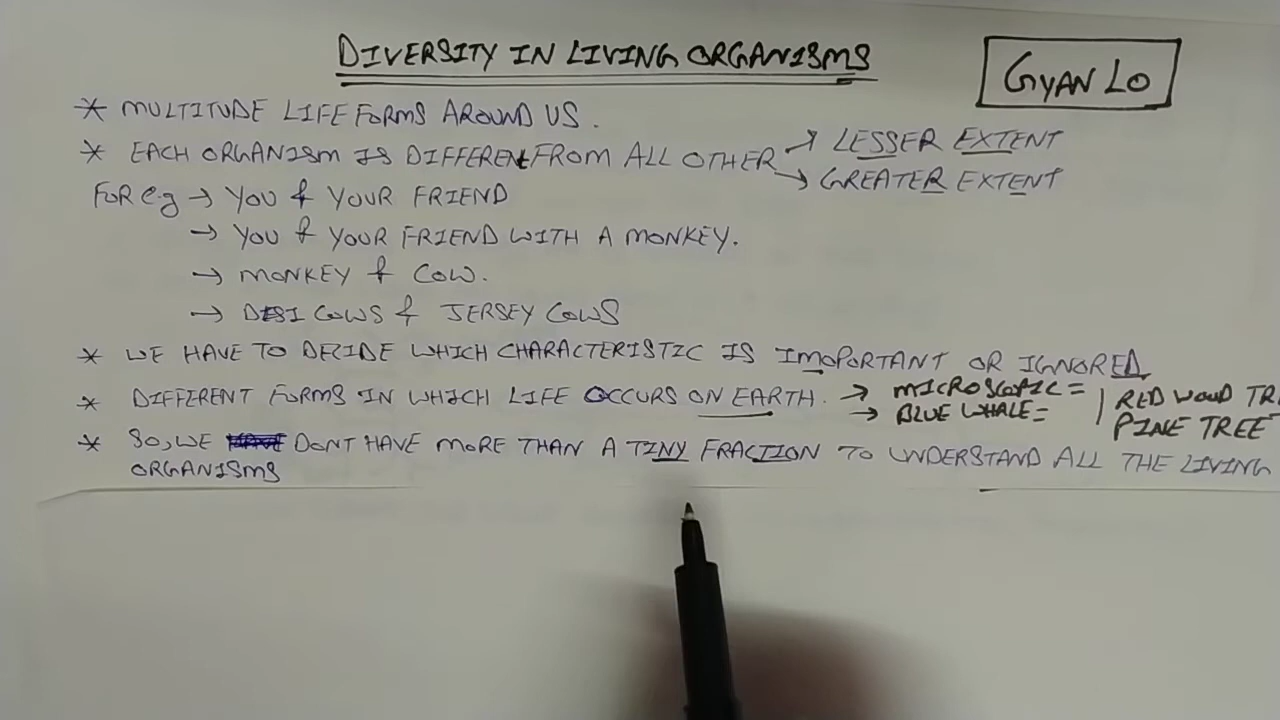 DIVERSITY IN LIVING ORGANISMS
GYAN LO
* MULTITUDE LIFE FORMS AROUND US.
* EACH ORGANISM IS DIFFERENT FROM ALL OTHER → LESSER EXTENT
→ GREATER EXTENT
FOR eg → YOU & YOUR FRIEND
→ YOU & YOUR FRIEND WITH A MONKEY.
→ MONKEY & COW.
→ DESI COWS & JERSEY COWS
* WE HAVE TO DECIDE WHICH CHARACTERISTIC IS IMOPORTANT OR IGNORED
* DIFFERENT FORMS IN WHICH LIFE OCCURS ON EARTH. → MICROSCOPIC = | RED WOOD TR
→ BLUE WHALE = | PINE TREE
* SO, WE DONT HAVE MORE THAN A TINY FRACTION TO UNDERSTAND ALL THE LIVING
ORGANISMS